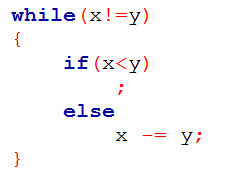 while(x!=y)
{
    if(x<y)
        ;
    else
        x -= y;
}